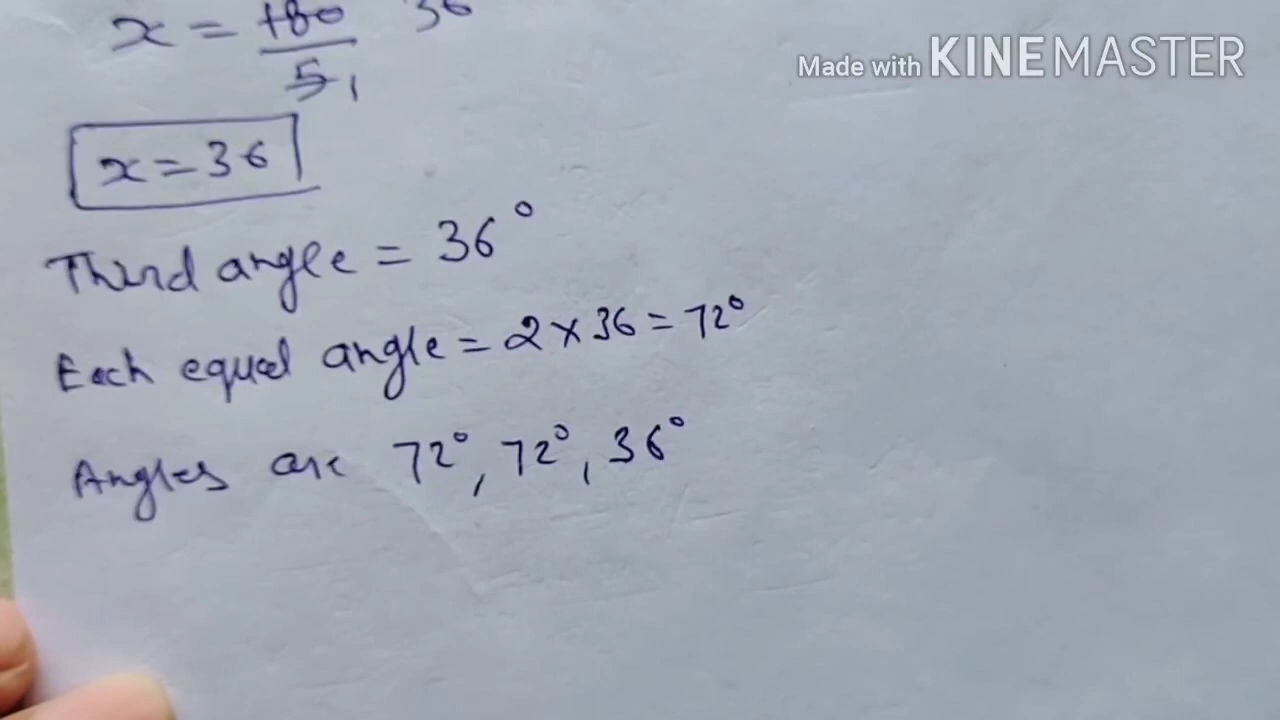 x = 180 36
5 1
Made with KINEMASTER
x = 36
Third angle = 36°
Each equal angle = 2 × 36 = 72°
Angles are 72°, 72°, 36°